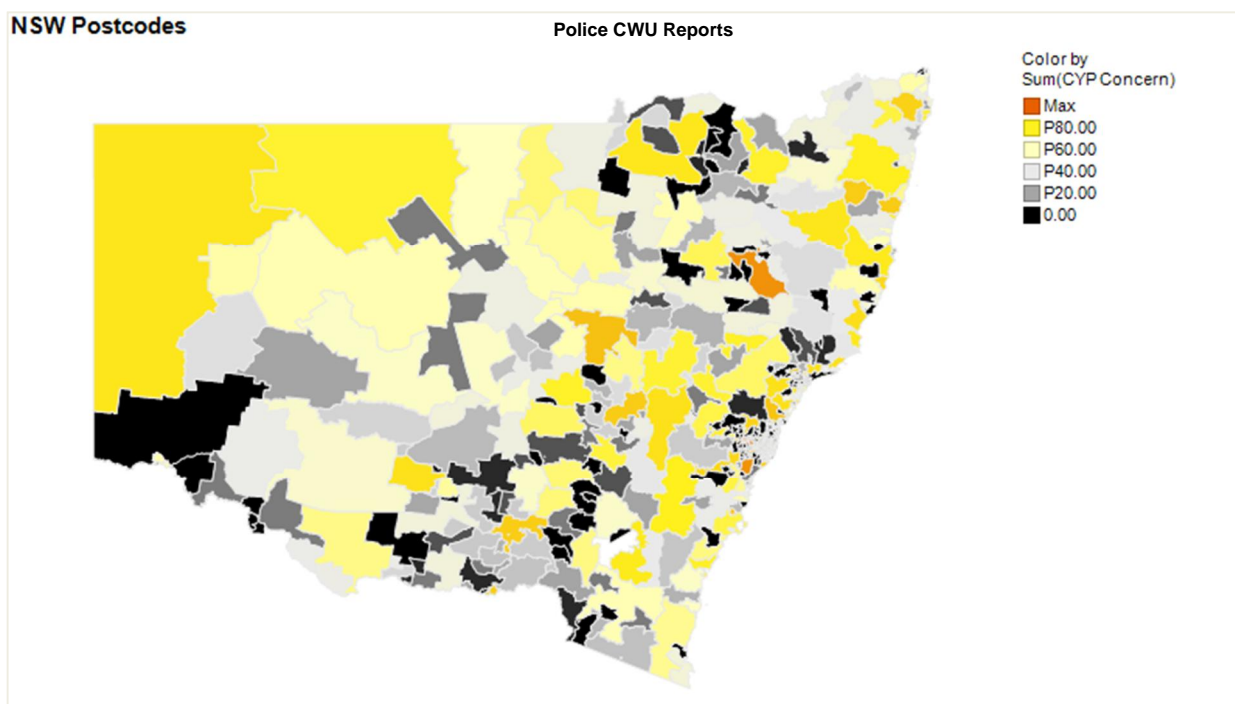 NSW Postcodes
Police CWU Reports
Color by
Sum(CYP Concern)
Max
P80.00
P60.00
P40.00
P20.00
0.00